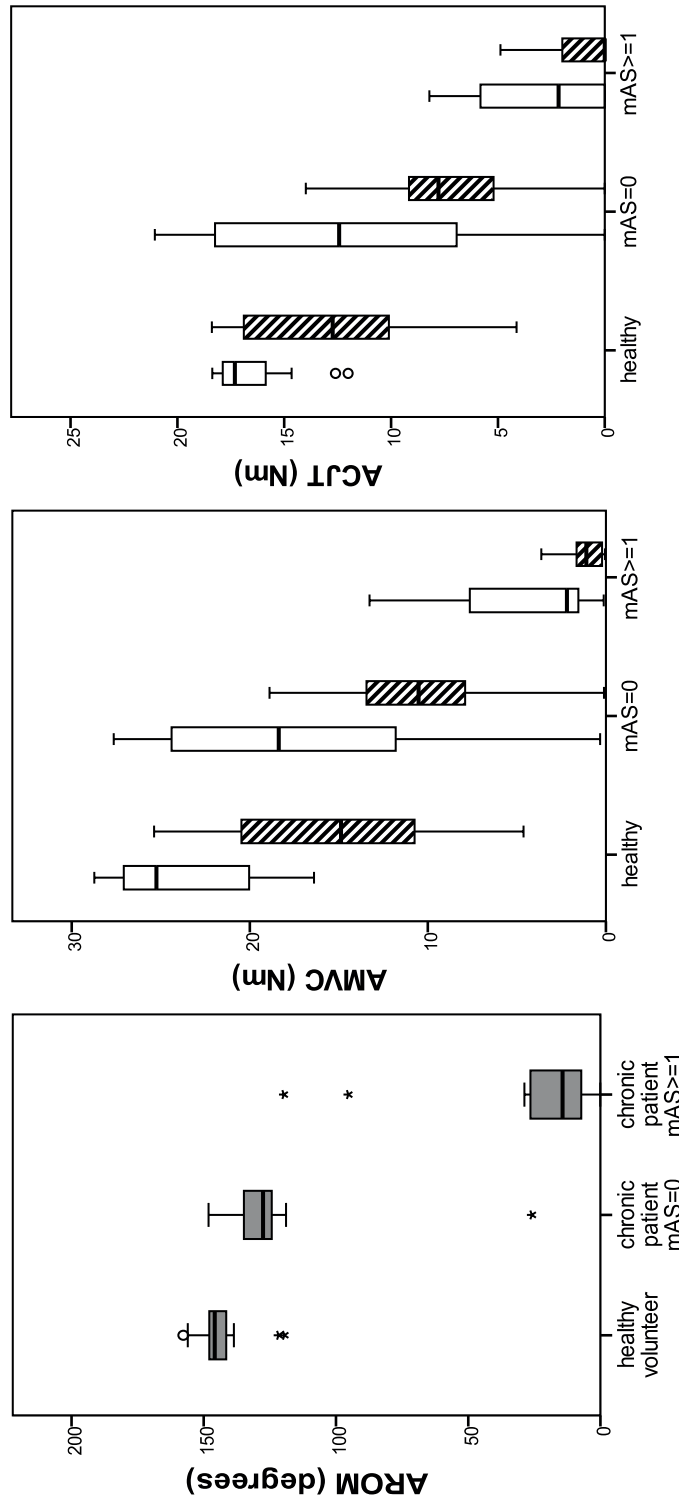 AROM (degrees)
200
150
100
50
0
healthy
volunteer
chronic
patient
mAS=0
chronic
patient
mAS>=1
AMVC (Nm)
30
20
10
0
healthy
mAS=0
mAS>=1
ACJT (Nm)
25
20
15
10
5
0
healthy
mAS=0
mAS>=1